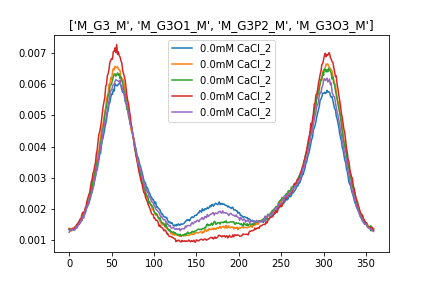 ['M_G3_M', 'M_G3O1_M', 'M_G3P2_M', 'M_G3O3_M']
0.007
0.006
0.005
0.004
0.003
0.002
0.001
0.0mM CaCl_2
0.0mM CaCl_2
0.0mM CaCl_2
0.0mM CaCl_2
0.0mM CaCl_2
0 50 100 150 200 250 300 350